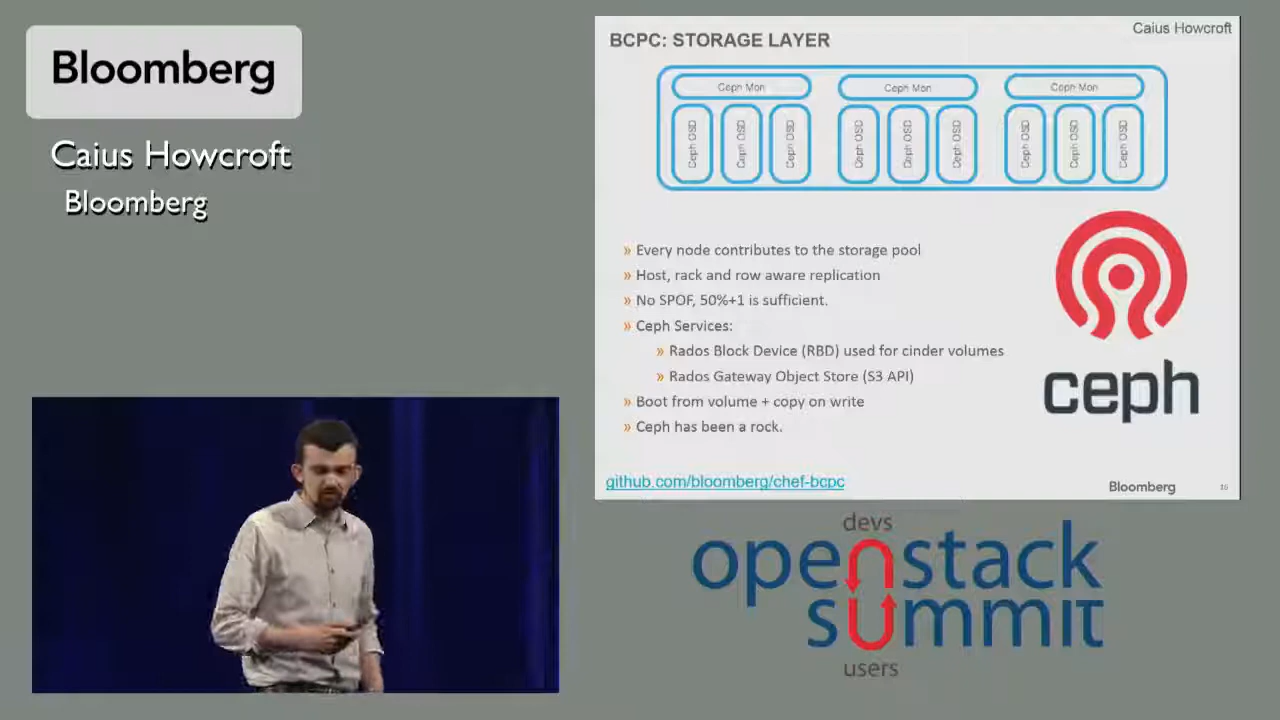 Bloomberg
Caius Howcroft
Bloomberg
Caius Howcroft
BCPC: STORAGE LAYER
Ceph Mon
Ceph Mon
Ceph Mon
Ceph OSD
Ceph OSD
Ceph OSD
Ceph OSD
Ceph OSD
Ceph OSD
Ceph OSD
Ceph OSD
Ceph OSD
» Every node contributes to the storage pool
» Host, rack and row aware replication
» No SPOF, 50%+1 is sufficient.
» Ceph Services:
» Rados Block Device (RBD) used for cinder volumes
» Rados Gateway Object Store (S3 API)
» Boot from volume + copy on write
» Ceph has been a rock.
ceph
github.com/bloomberg/chef-bcpc
Bloomberg
devs
openstack
summit
users